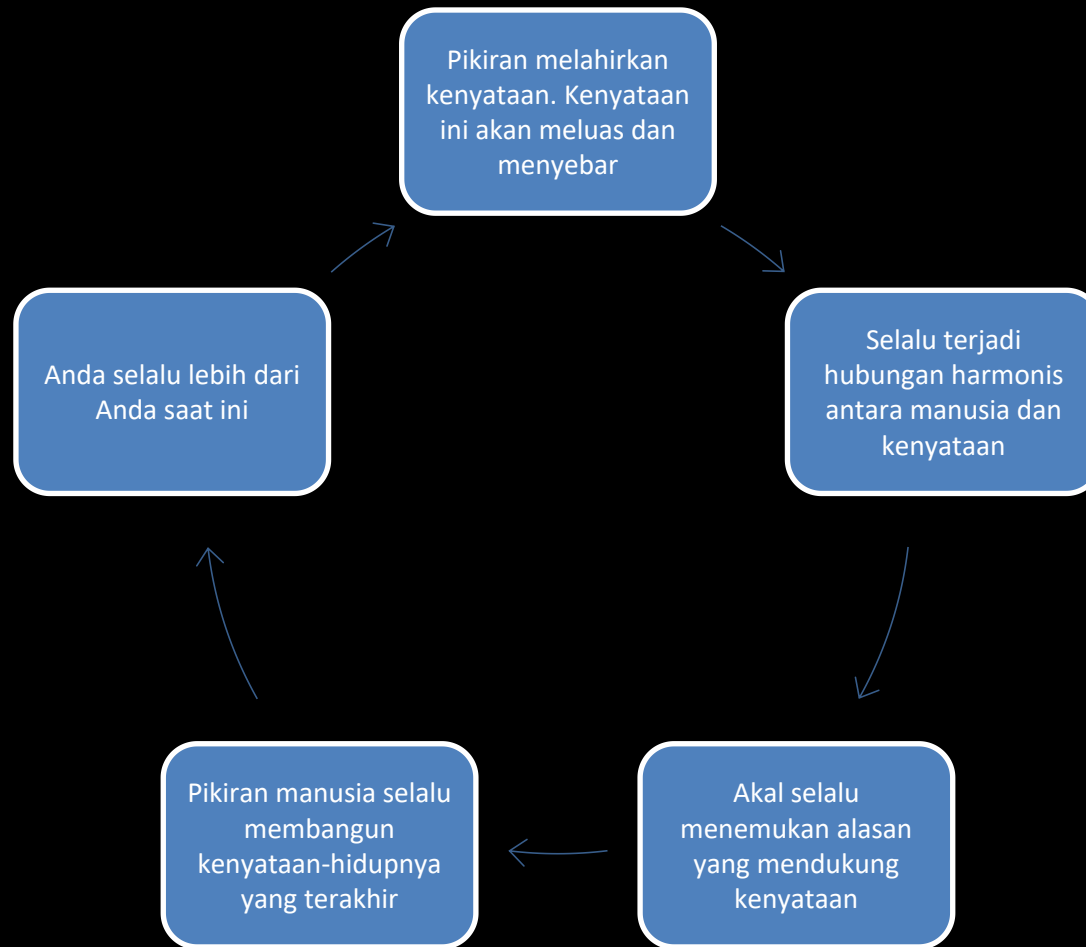 Pikiran melahirkan
kenyataan. Kenyataan
ini akan meluas dan
menyebar
Selalu terjadi
hubungan harmonis
antara manusia dan
kenyataan
Akal selalu
menemukan alasan
yang mendukung
kenyataan
Pikiran manusia selalu
membangun
kenyataan-hidupnya
yang terakhir
Anda selalu lebih dari
Anda saat ini